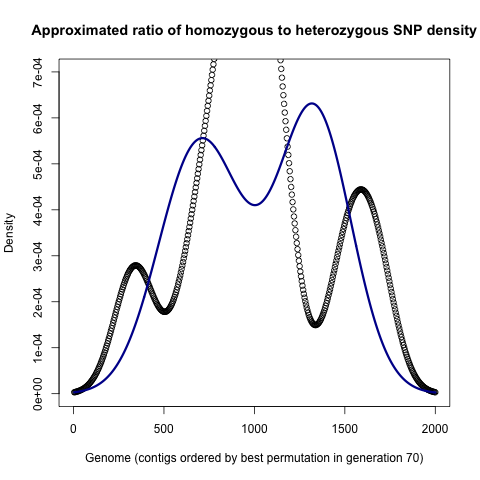 Approximated ratio of homozygous to heterozygous SNP density
7e-04
6e-04
5e-04
4e-04
3e-04
2e-04
1e-04
0e+00
Density
0 500 1000 1500 2000
Genome (contigs ordered by best permutation in generation 70)